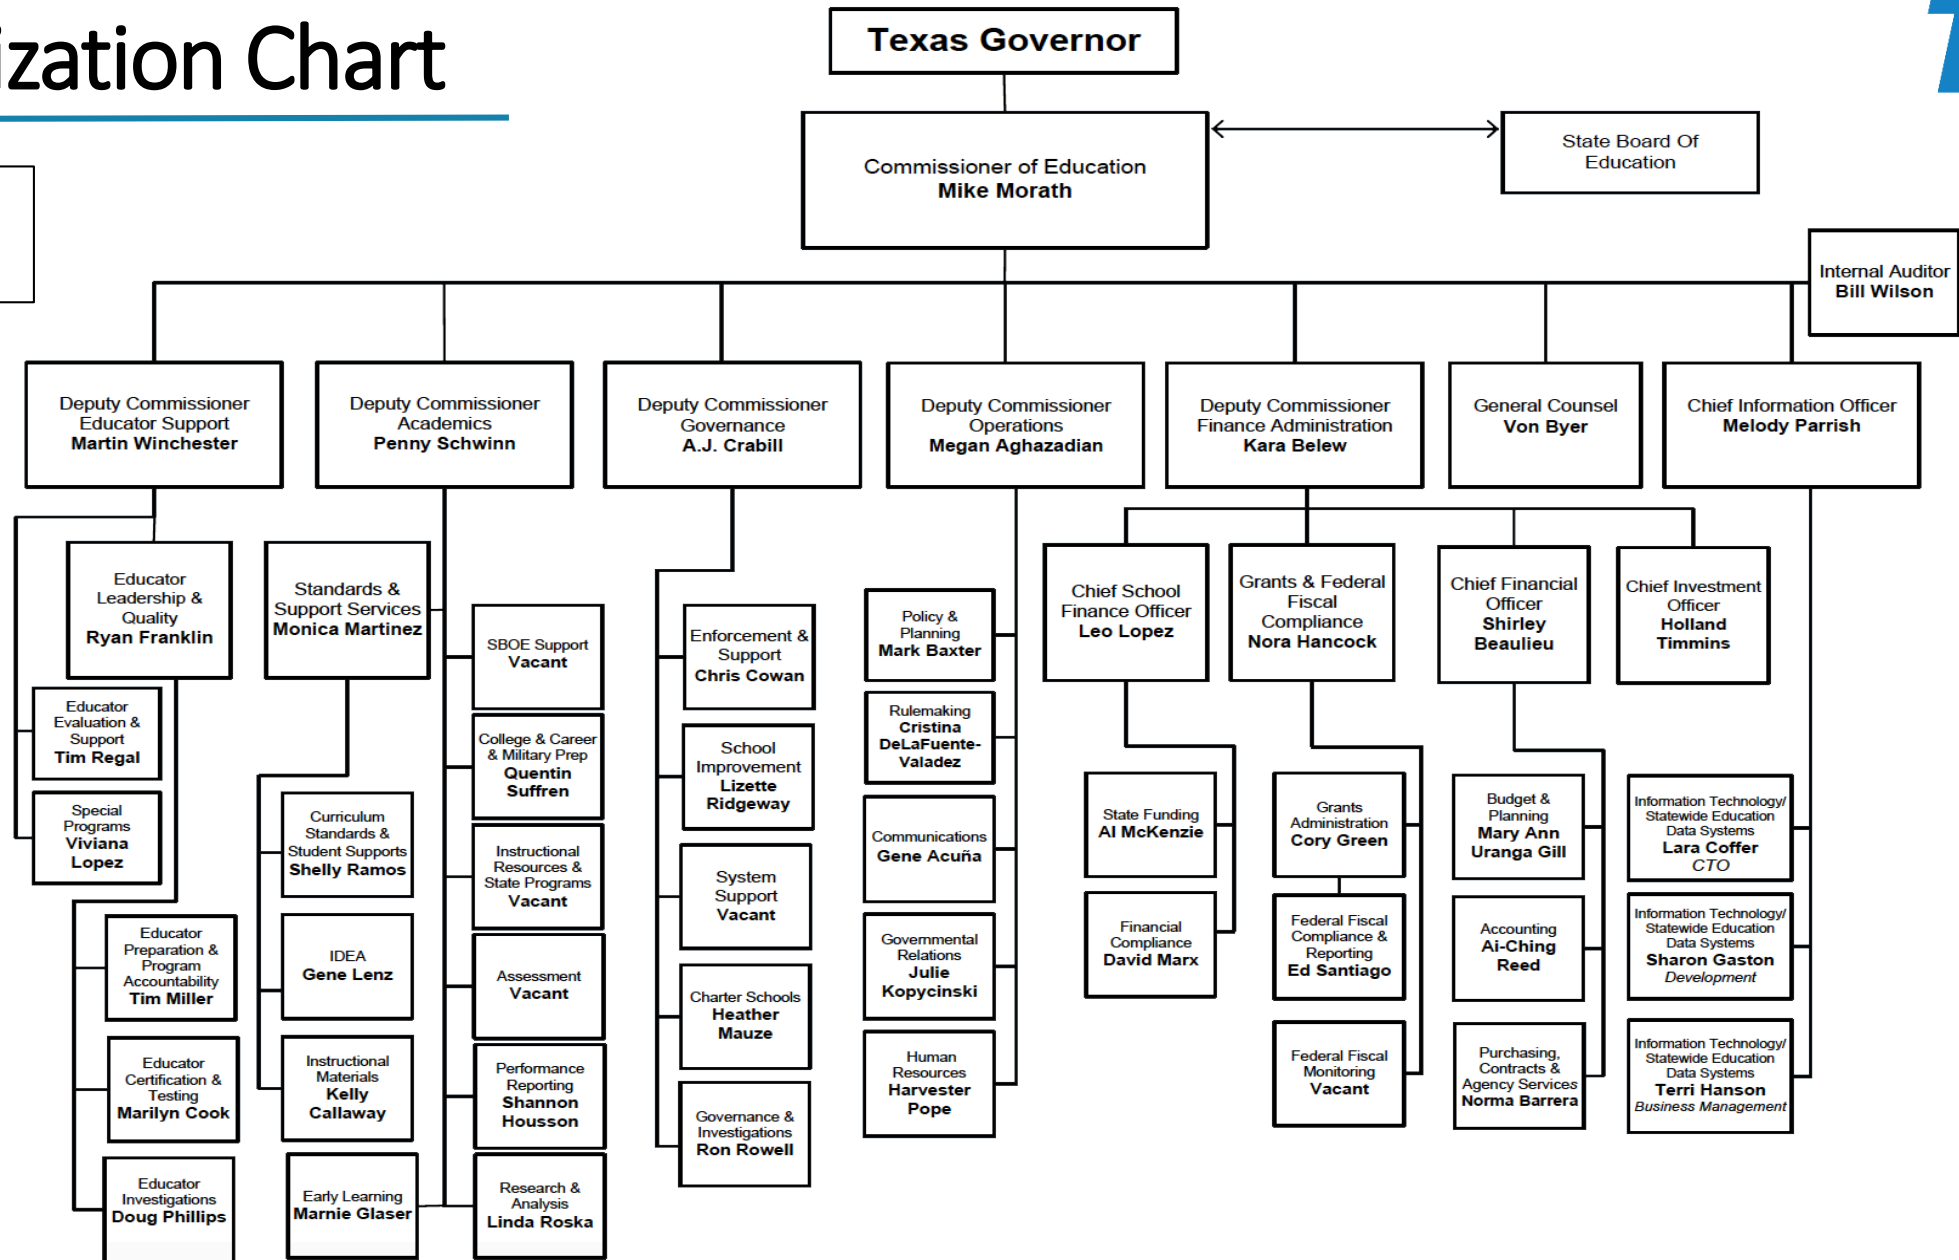 ization Chart
Texas Governor
Commissioner of Education
Mike Morath
State Board Of
Education
Internal Auditor
Bill Wilson
Deputy Commissioner
Educator Support
Martin Winchester
Deputy Commissioner
Academics
Penny Schwinn
Deputy Commissioner
Governance
A.J. Crabill
Deputy Commissioner
Operations
Megan Aghazadian
Deputy Commissioner
Finance Administration
Kara Belew
General Counsel
Von Byer
Chief Information Officer
Melody Parrish
Educator
Leadership &
Quality
Ryan Franklin
Educator
Evaluation &
Support
Tim Regal
Special
Programs
Viviana
Lopez
Educator
Preparation &
Program
Accountability
Tim Miller
Educator
Certification &
Testing
Marilyn Cook
Educator
Investigations
Doug Phillips
Standards &
Support Services
Monica Martinez
Curriculum
Standards &
Student Supports
Shelly Ramos
IDEA
Gene Lenz
Instructional
Materials
Kelly
Callaway
Early Learning
Marnie Glaser
SBOE Support
Vacant
College & Career
& Military Prep
Quentin
Suffren
Instructional
Resources &
State Programs
Vacant
Assessment
Vacant
Performance
Reporting
Shannon
Housson
Research &
Analysis
Linda Roska
Enforcement &
Support
Chris Cowan
School
Improvement
Lizette
Ridgeway
System
Support
Vacant
Charter Schools
Heather
Mauze
Governance &
Investigations
Ron Rowell
Policy &
Planning
Mark Baxter
Rulemaking
Cristina
DeLaFuente-
Valadez
Communications
Gene Acuña
Governmental
Relations
Julie
Kopycinski
Human
Resources
Harvester
Pope
Chief School
Finance Officer
Leo Lopez
State Funding
Al McKenzie
Financial
Compliance
David Marx
Grants & Federal
Fiscal
Compliance
Nora Hancock
Grants
Administration
Cory Green
Federal Fiscal
Compliance &
Reporting
Ed Santiago
Federal Fiscal
Monitoring
Vacant
Chief Financial
Officer
Shirley
Beaulieu
Budget &
Planning
Mary Ann
Uranga Gill
Accounting
Ai-Ching
Reed
Purchasing,
Contracts &
Agency Services
Norma Barrera
Chief Investment
Officer
Holland
Timmins
Information Technology/
Statewide Education
Data Systems
Lara Coffer
CTO
Information Technology/
Statewide Education
Data Systems
Sharon Gaston
Development
Information Technology/
Statewide Education
Data Systems
Terri Hanson
Business Management